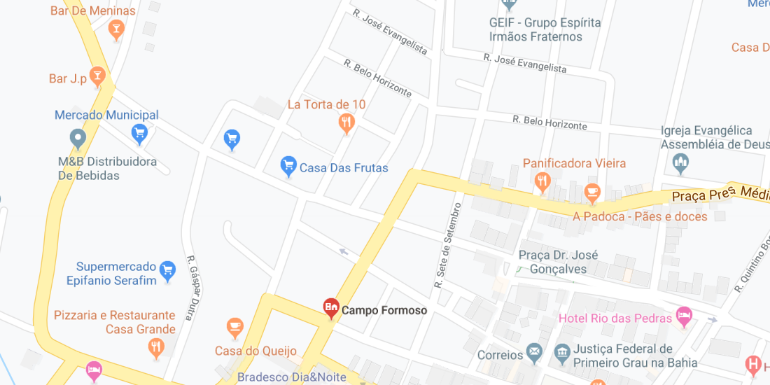 Bar De Meninas
R. José Evangelista
GEIF - Grupo Espírita
Irmãos Fraternos
Merc
Casa D
R. José Evangelista
Bar J.p
R. Belo Horizonte
La Torta de 10
Mercado Municipal
R. Belo Horizonte
Igreja Evangélica
Assembléia de Deus
M&B Distribuidora
De Bebidas
Casa Das Frutas
Panificadora Vieira
Praça Pres. Médi
A Padoca - Pães e doces
R. Sete de Setembro
Praça Dr. José
Gonçalves
R. Quintino Bo
Supermercado
Epifanio Serafim
R. Gáspar Dutra
Campo Formoso
Pizzaria e Restaurante
Casa Grande
Hotel Rio das Pedras
Casa do Queijo
Correios
Justiça Federal de
Primeiro Grau na Bahia
H
Bradesco Dia&Noite